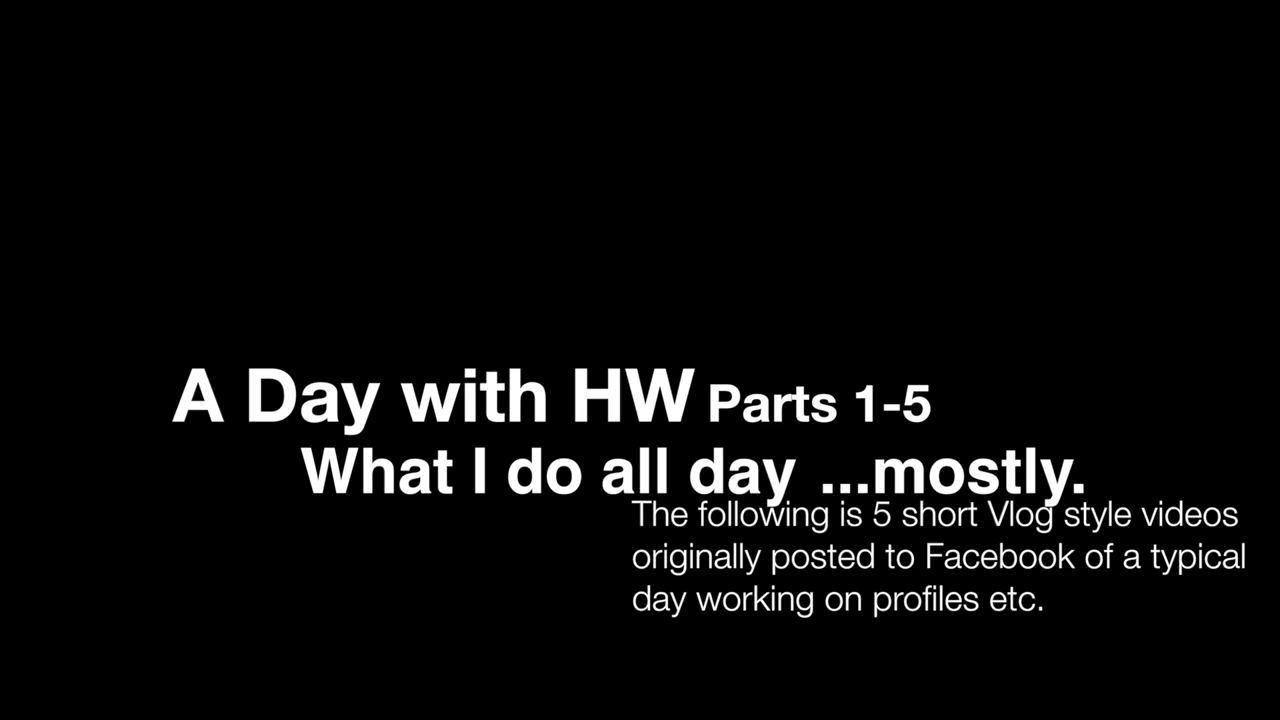 A Day with HW Parts 1-5
What I do all day ...mostly.
The following is 5 short Vlog style videos
originally posted to Facebook of a typical
day working on profiles etc.